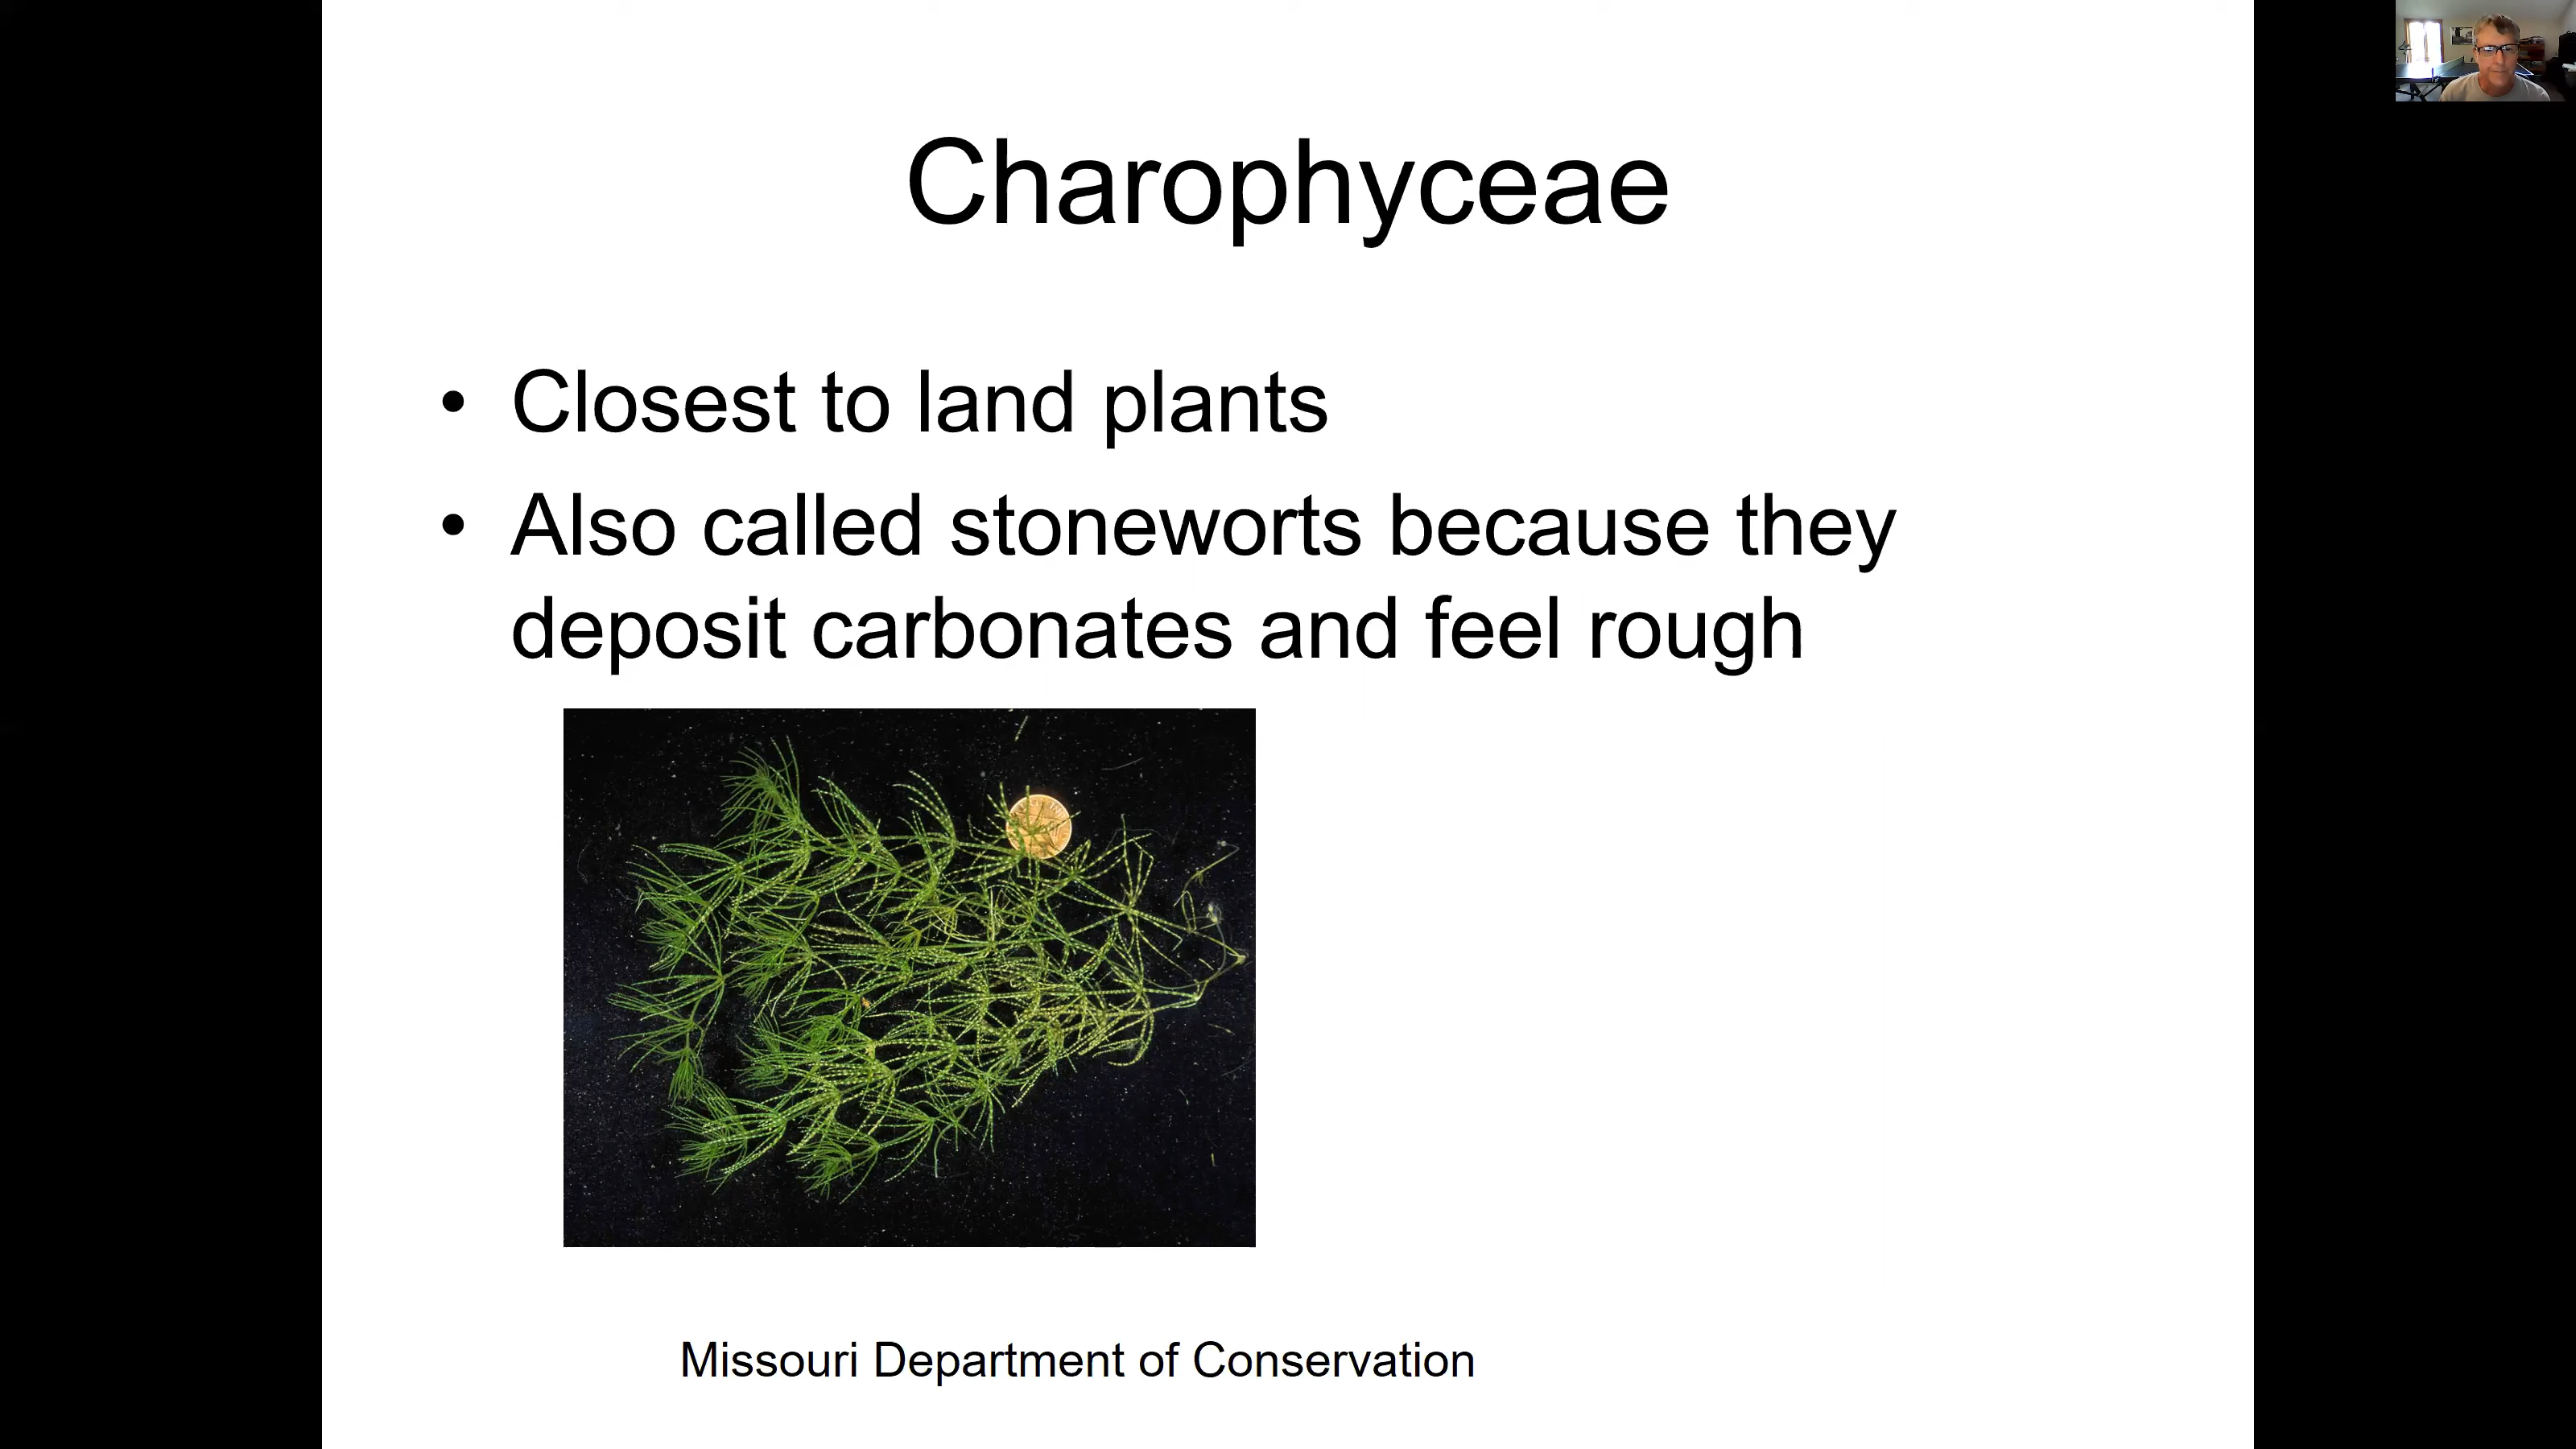 Charophyceae
• Closest to land plants
• Also called stoneworts because they
deposit carbonates and feel rough
Missouri Department of Conservation